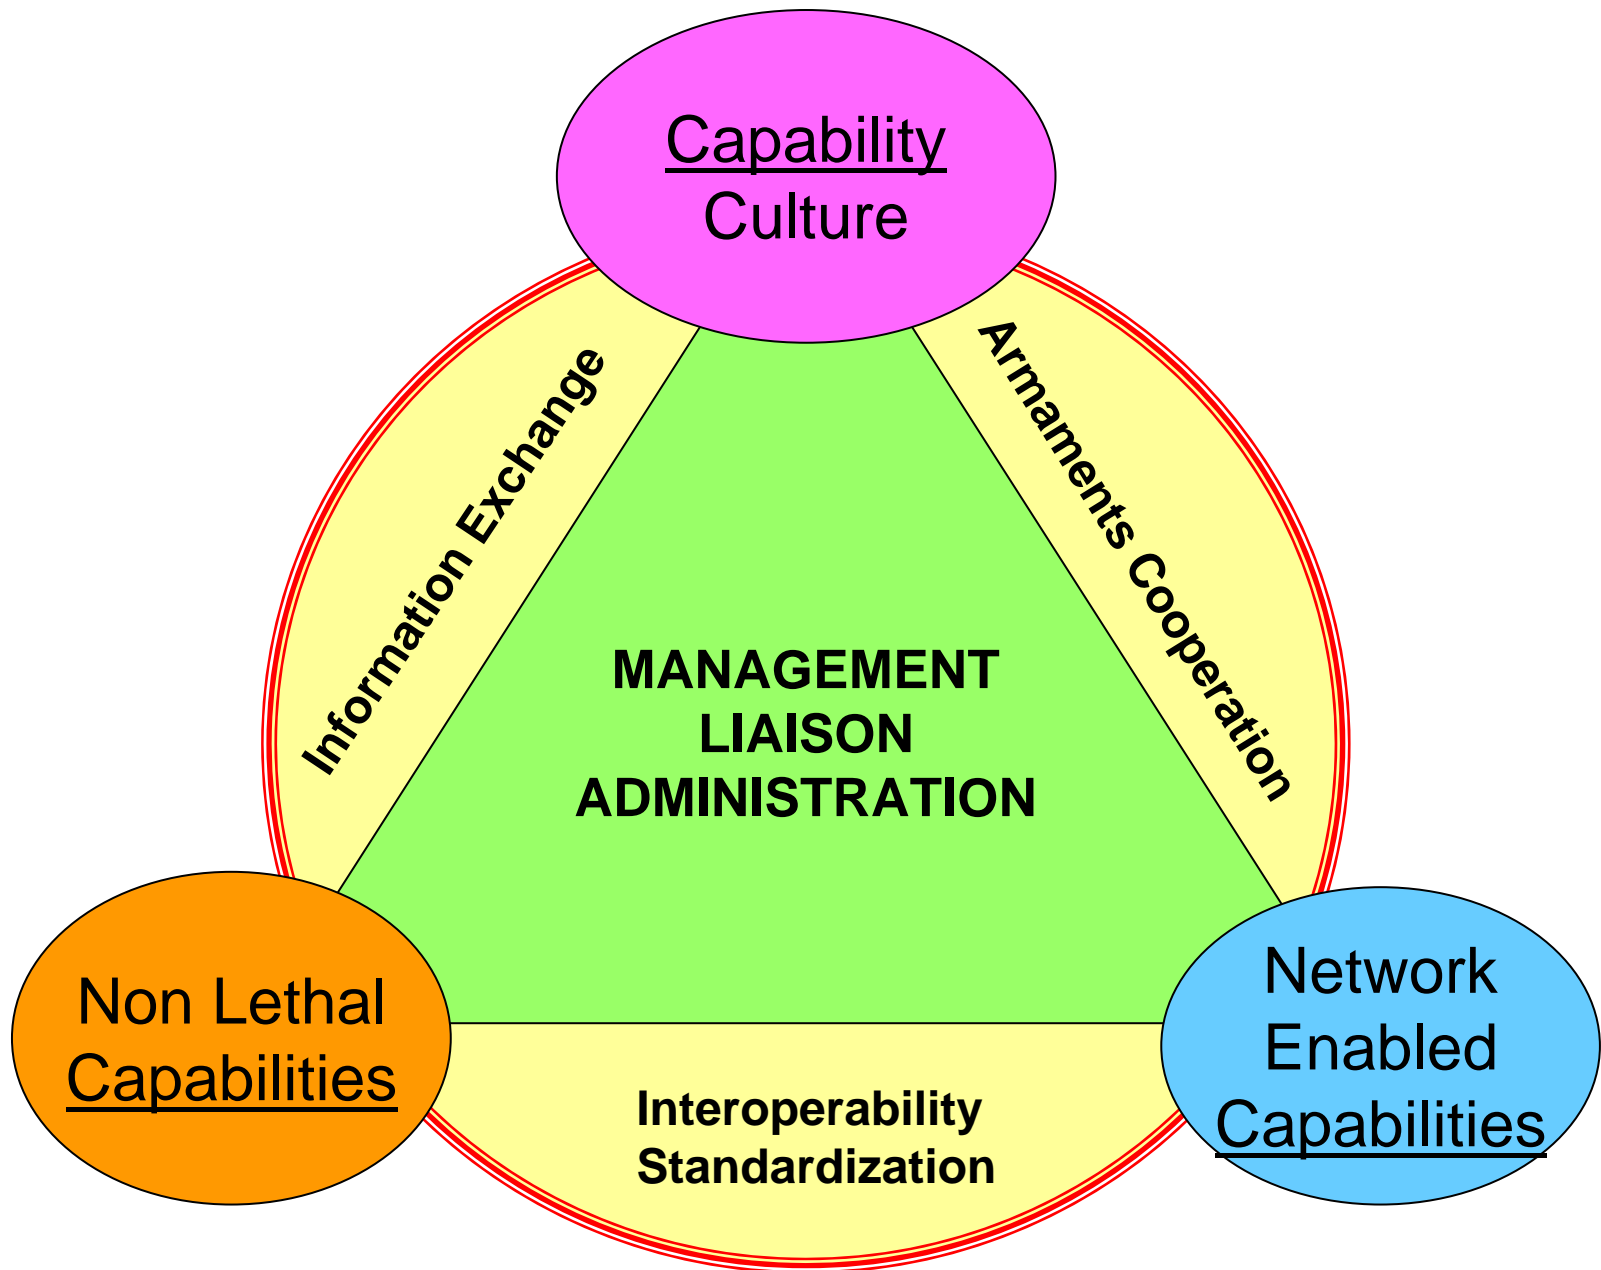 Capability
Culture
Information Exchange
Armaments Cooperation
MANAGEMENT
LIAISON
ADMINISTRATION
Non Lethal
Capabilities
Network
Enabled
Capabilities
Interoperability
Standardization